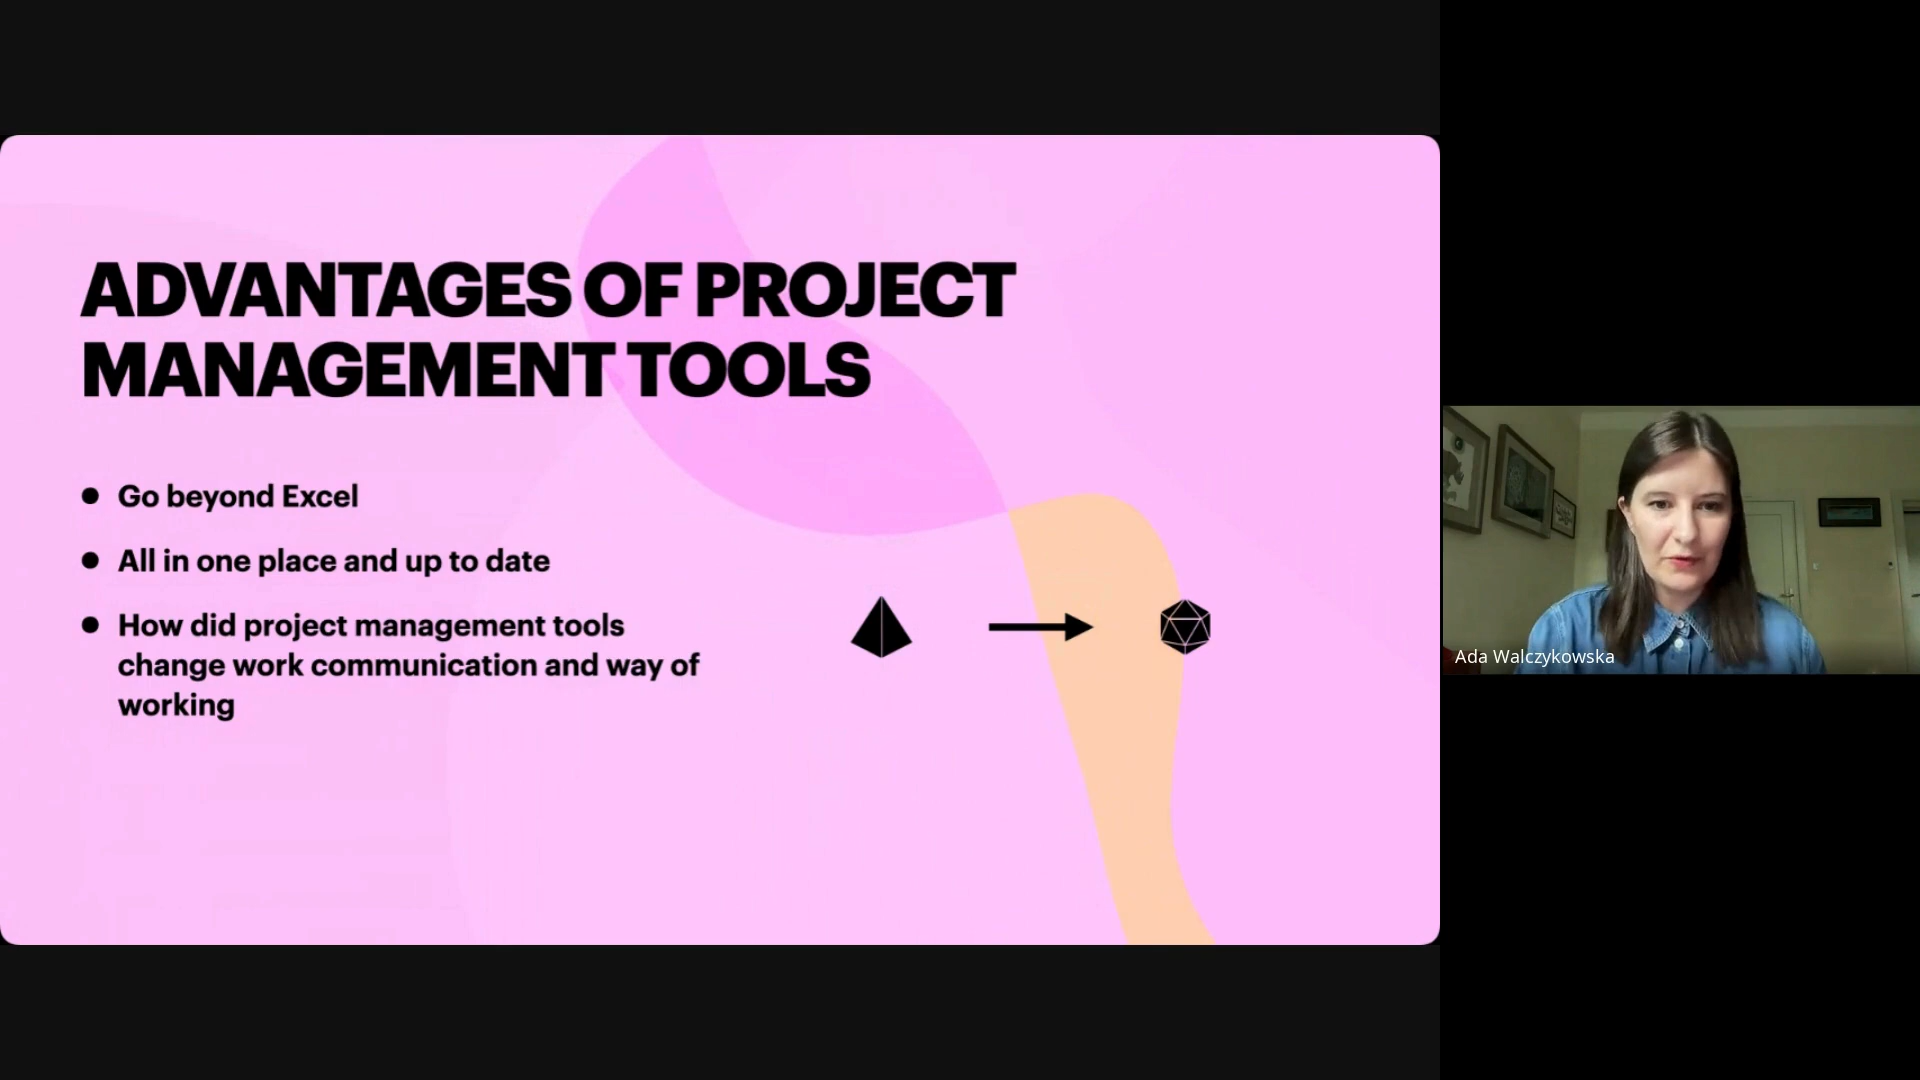 ADVANTAGES OF PROJECT
MANAGEMENT TOOLS
● Go beyond Excel
● All in one place and up to date
● How did project management tools
change work communication and way of
working
Ada Walczykowska